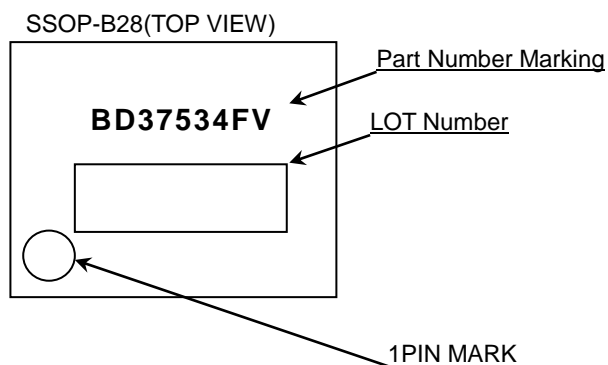 SSOP-B28(TOP VIEW)
Part Number Marking
BD37534FV
LOT Number
1PIN MARK